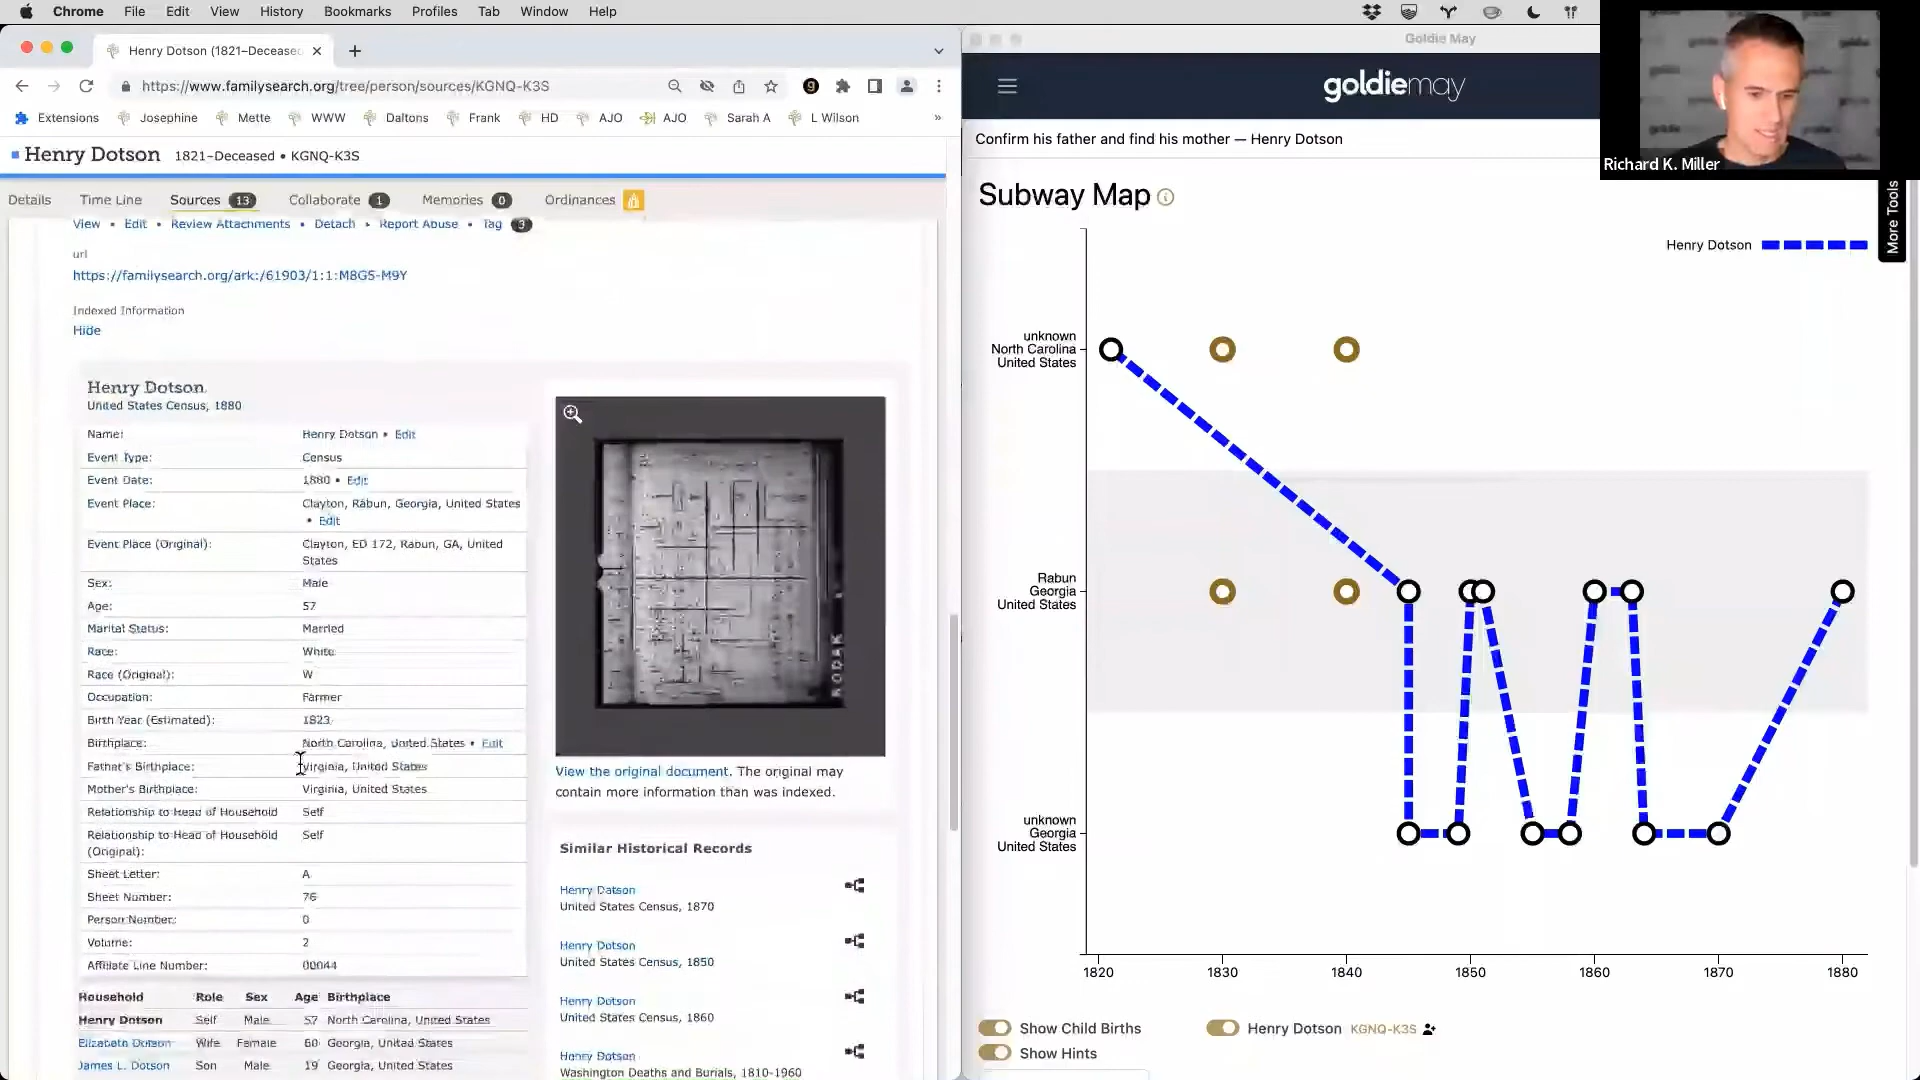 Chrome File Edit View History Bookmarks Profiles Tab Window Help
Henry Dotson (1821–Deceased
https://www.familysearch.org/tree/person/sources/KGNQ-K3S
Extensions Josephine Mette WWW Daltons Frank HD AJO AJO Sarah A L Wilson »
Henry Dotson 1821–Deceased • KGNQ-K3S
Details Time Line Sources 13 Collaborate 1 Memories 0 Ordinances
View • Edit • Review Attachments • Detach • Report Abuse • Tag 3
url
https://familysearch.org/ark:/61903/1:1:M8G5-M9Y
Indexed Information
Hide
Henry Dotson
United States Census, 1880
Name: Henry Dotson • Edit
Event Type: Census
Event Date: 1880 • Edit
Event Place: Clayton, Rabun, Georgia, United States
• Edit
Event Place (Original): Clayton, ED 172, Rabun, GA, United
States
Sex: Male
Age: 57
Marital Status: Married
Race: White
Race (Original): W
Occupation: Farmer
Birth Year (Estimated): 1823
Birthplace: North Carolina, United States • Edit
Father's Birthplace: Virginia, United States
Mother's Birthplace: Virginia, United States
Relationship to Head of Household Self
Relationship to Head of Household Self
(Original):
Sheet Letter: A
Sheet Number: 76
Person Number: 0
Volume: 2
Affiliate Line Number: 00044
Household Role Sex Age Birthplace
Henry Dotson Self Male 57 North Carolina, United States
Elizabeth Dotson Wife Female 60 Georgia, United States
James L. Dotson Son Male 19 Georgia, United States
KODAK
View the original document. The original may
contain more information than was indexed.
Similar Historical Records
Henry Datson
United States Census, 1870
Henry Dotson
United States Census, 1850
Henry Dotson
United States Census, 1860
Henry Dotson
Washington Deaths and Burials, 1810-1960
Goldie May
goldiemay
Confirm his father and find his mother — Henry Dotson
Subway Map
Henry Dotson
unknown
North Carolina
United States
Rabun
Georgia
United States
unknown
Georgia
United States
1820 1830 1840 1850 1860 1870 1880
Show Child Births
Henry Dotson KGNQ-K3S
Show Hints
More Tools
goldie
Richard K. Miller